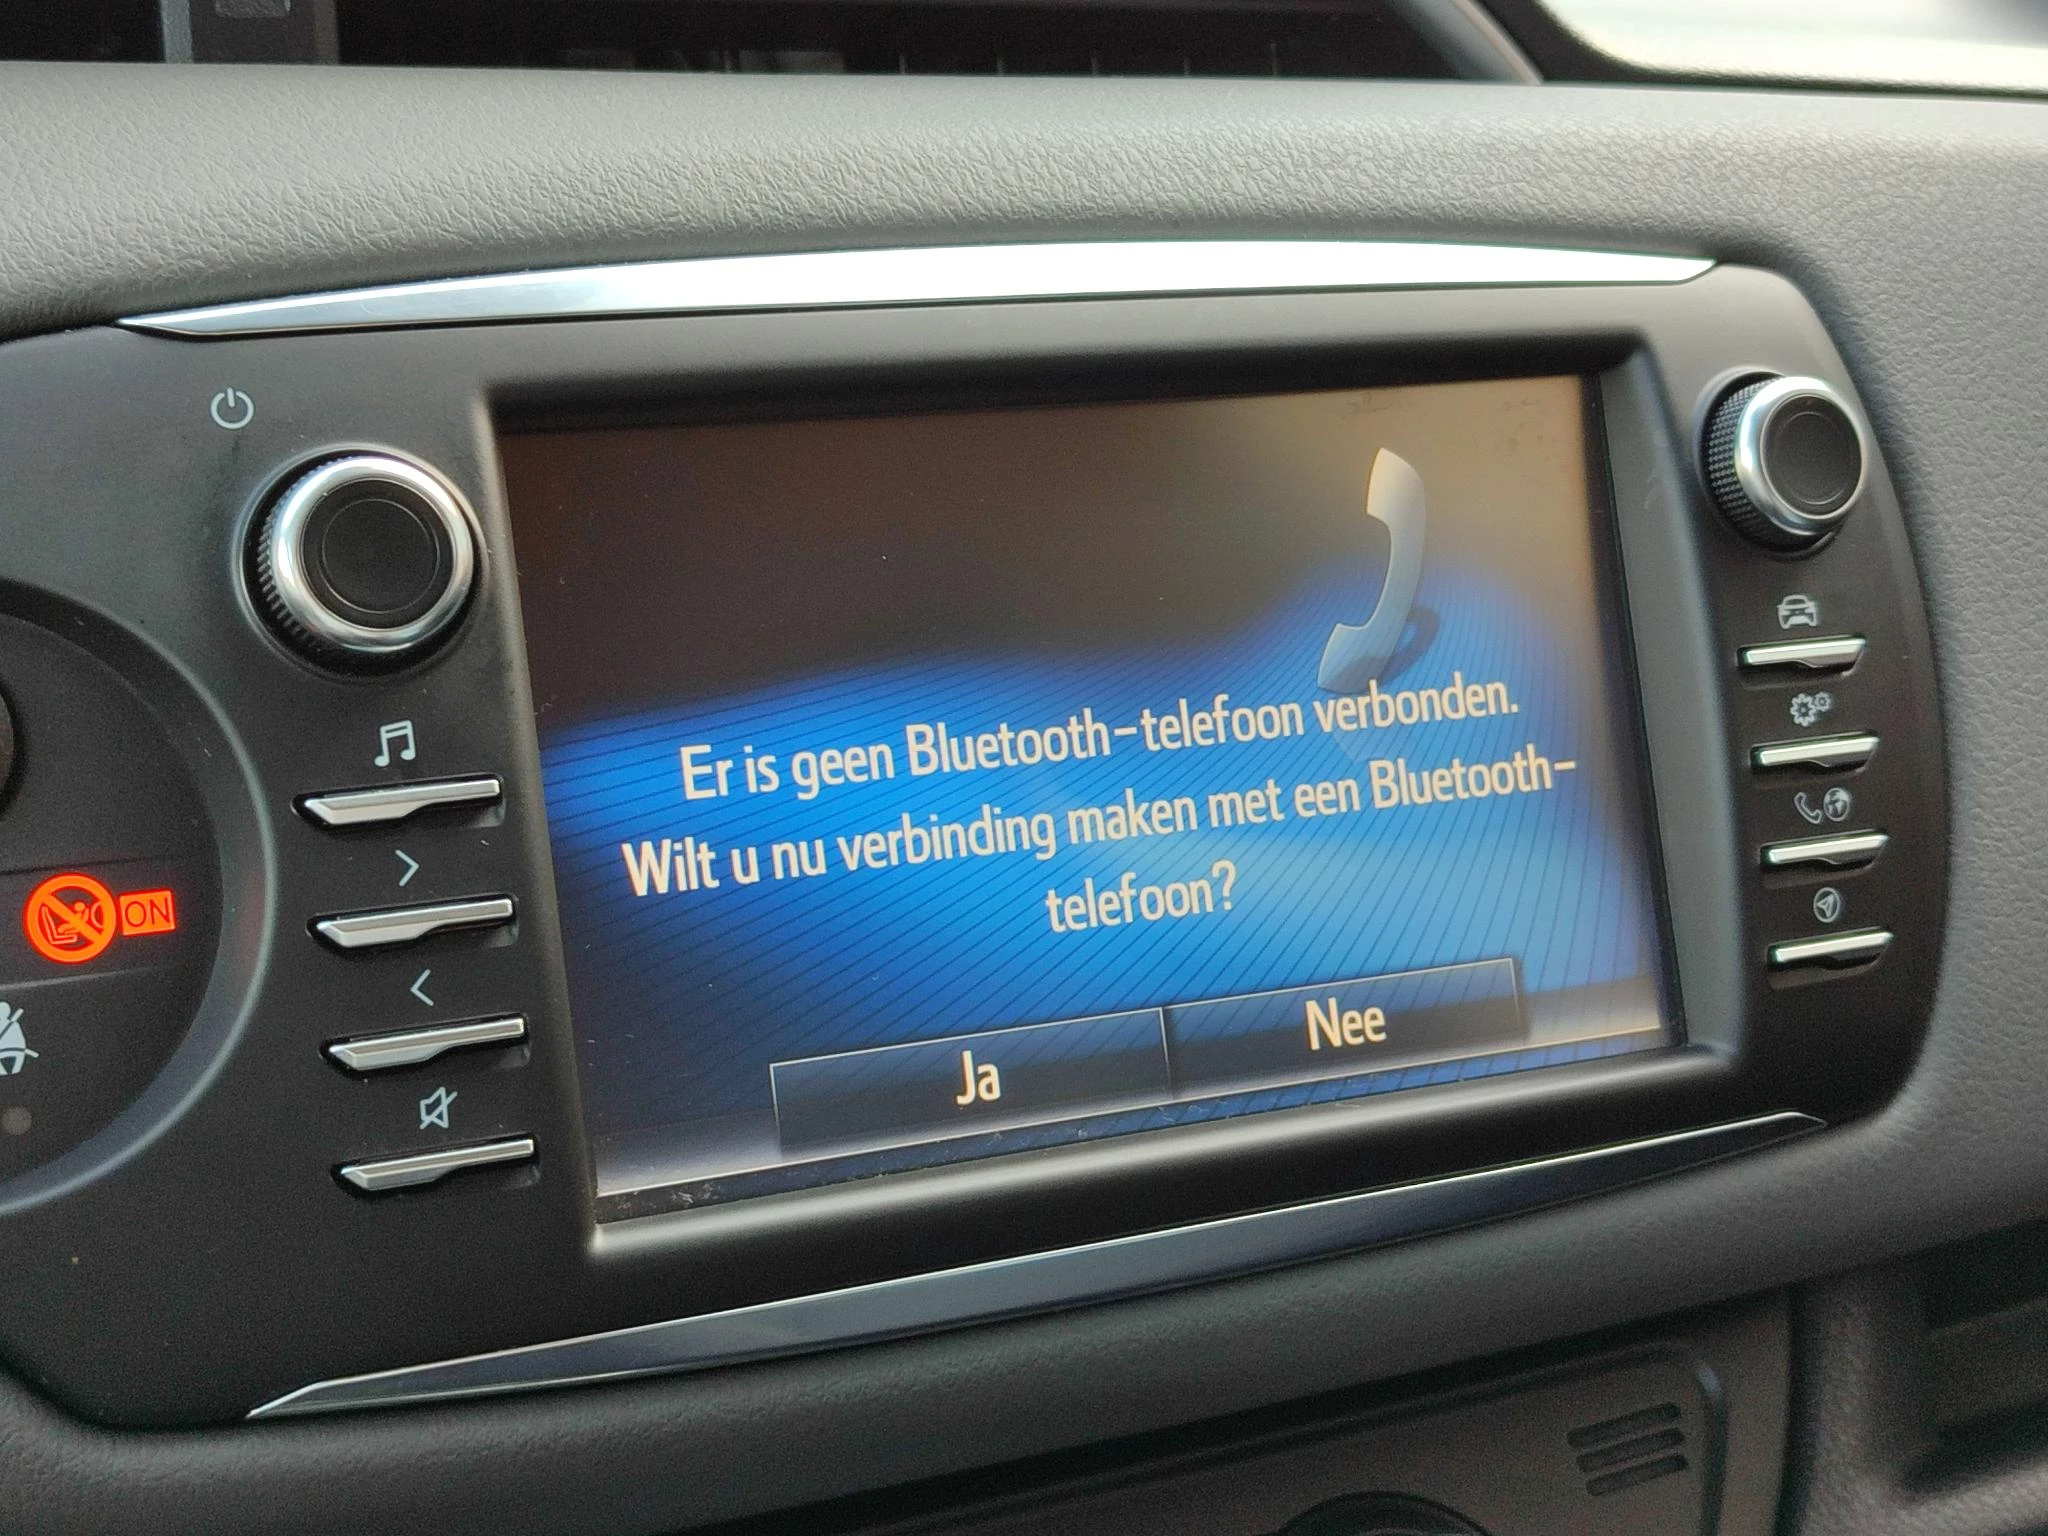 Er is geen Bluetooth-telefoon verbonden.
Wilt u nu verbinding maken met een Bluetooth-
telefoon?
Ja
Nee
ON